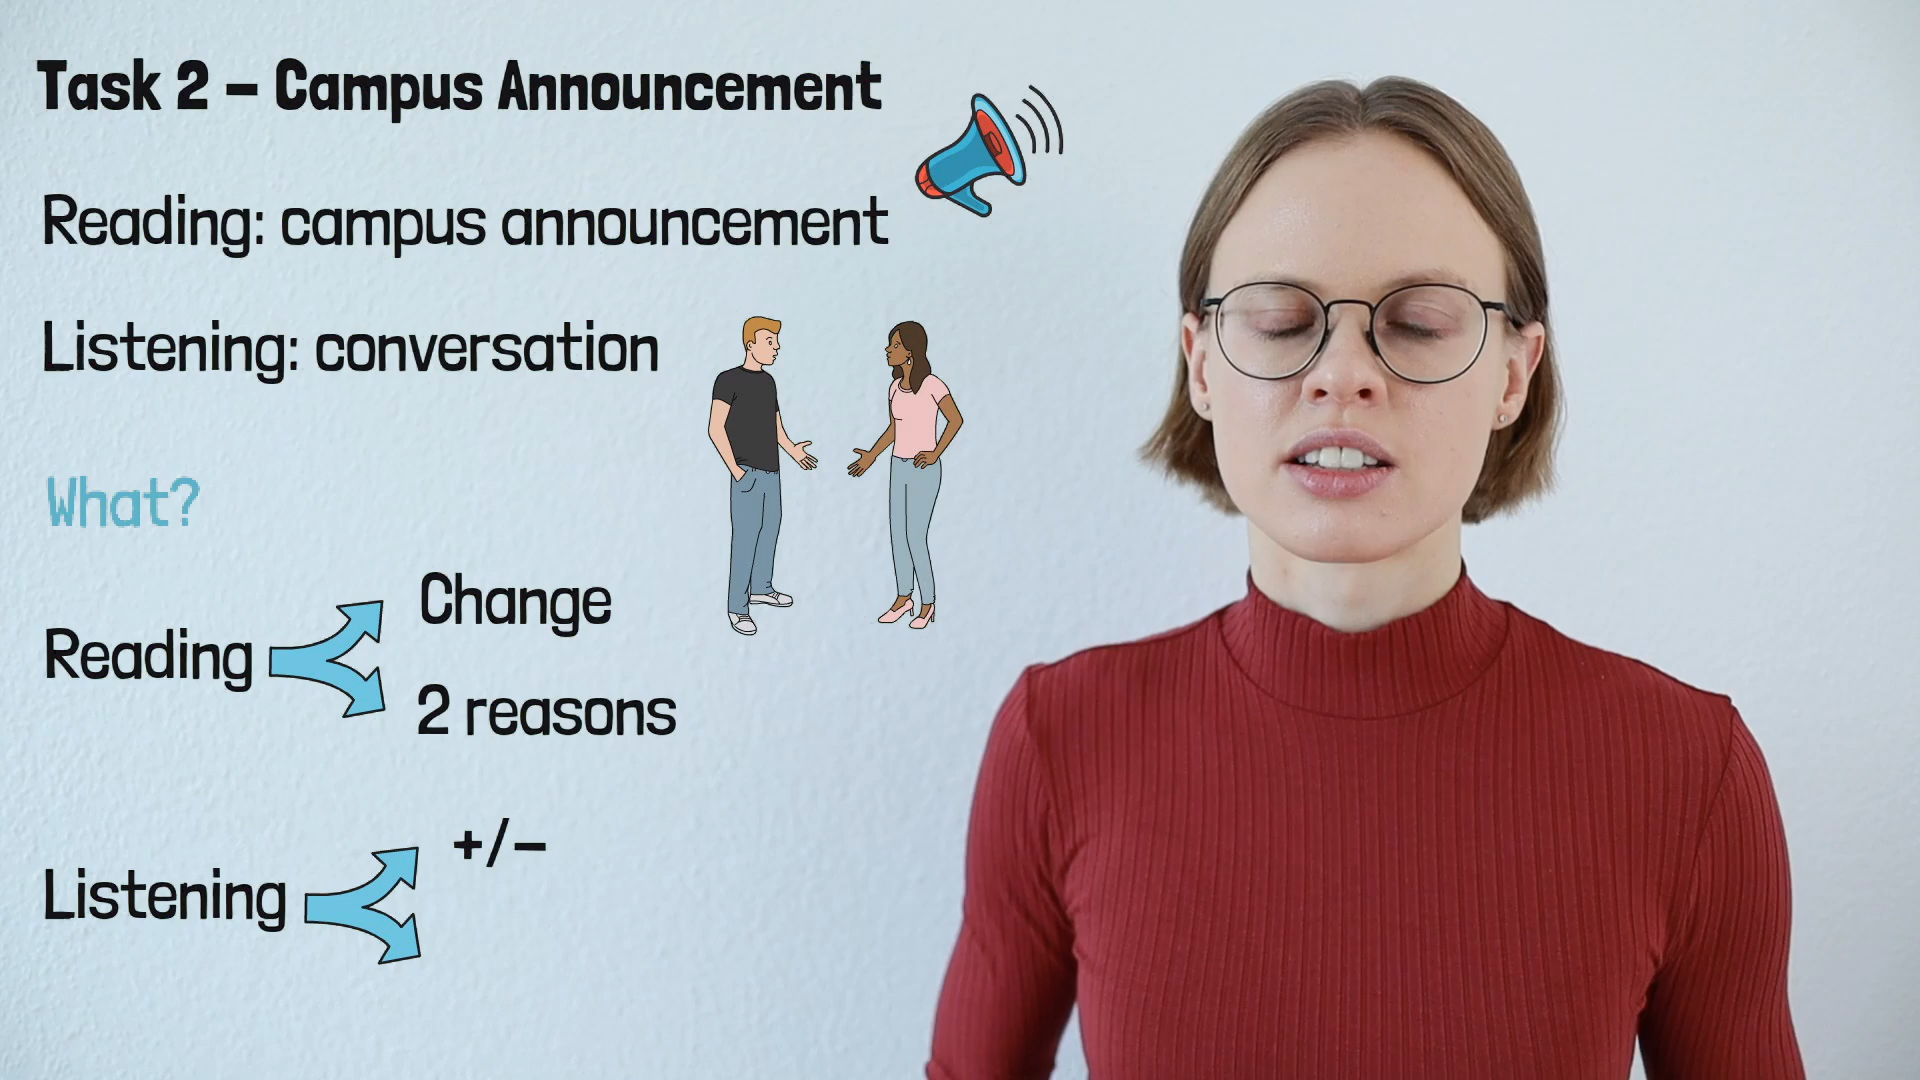 Task 2 – Campus Announcement
Reading: campus announcement
Listening: conversation
What?
Reading
Change
2 reasons
Listening
+/–